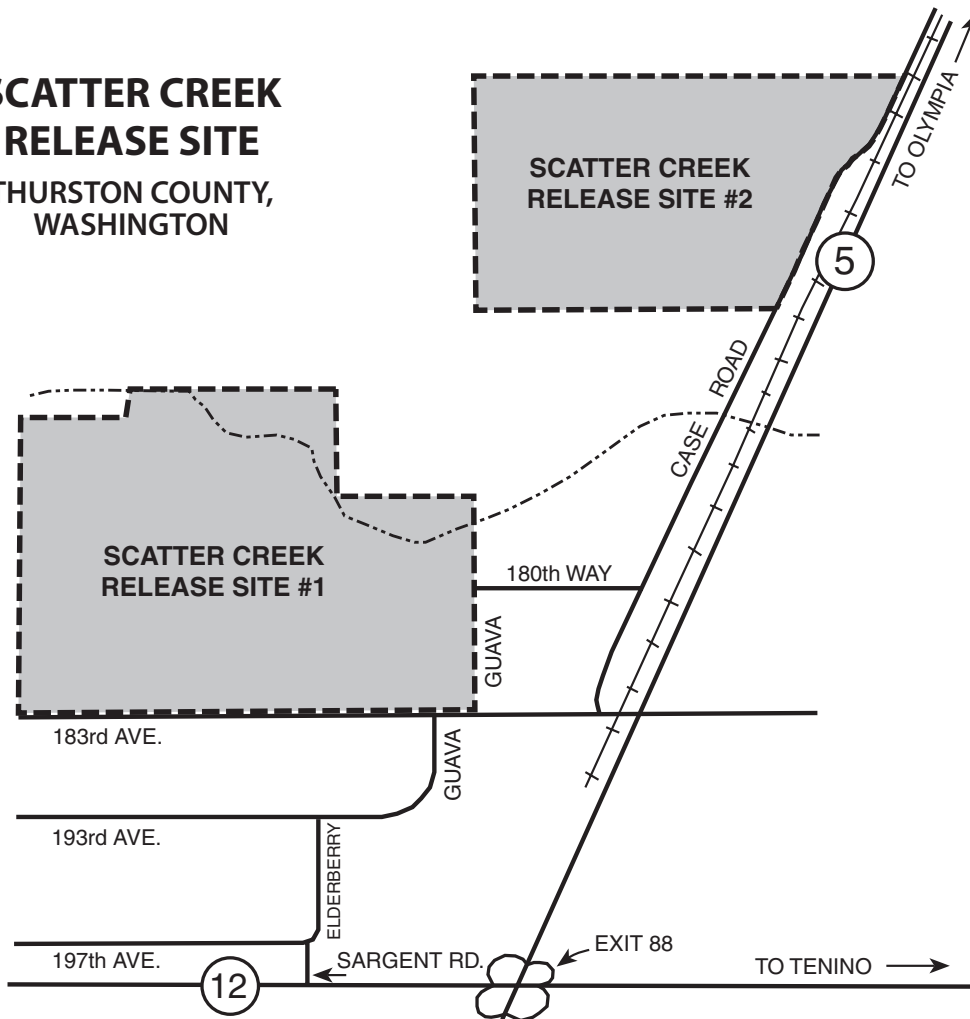 SCATTER CREEK
RELEASE SITE
THURSTON COUNTY,
WASHINGTON
SCATTER CREEK
RELEASE SITE #2
TO OLYMPIA
5
CASE ROAD
SCATTER CREEK
RELEASE SITE #1
180th WAY
GUAVA
183rd AVE.
GUAVA
193rd AVE.
ELDERBERRY
197th AVE.
12
SARGENT RD.
EXIT 88
TO TENINO